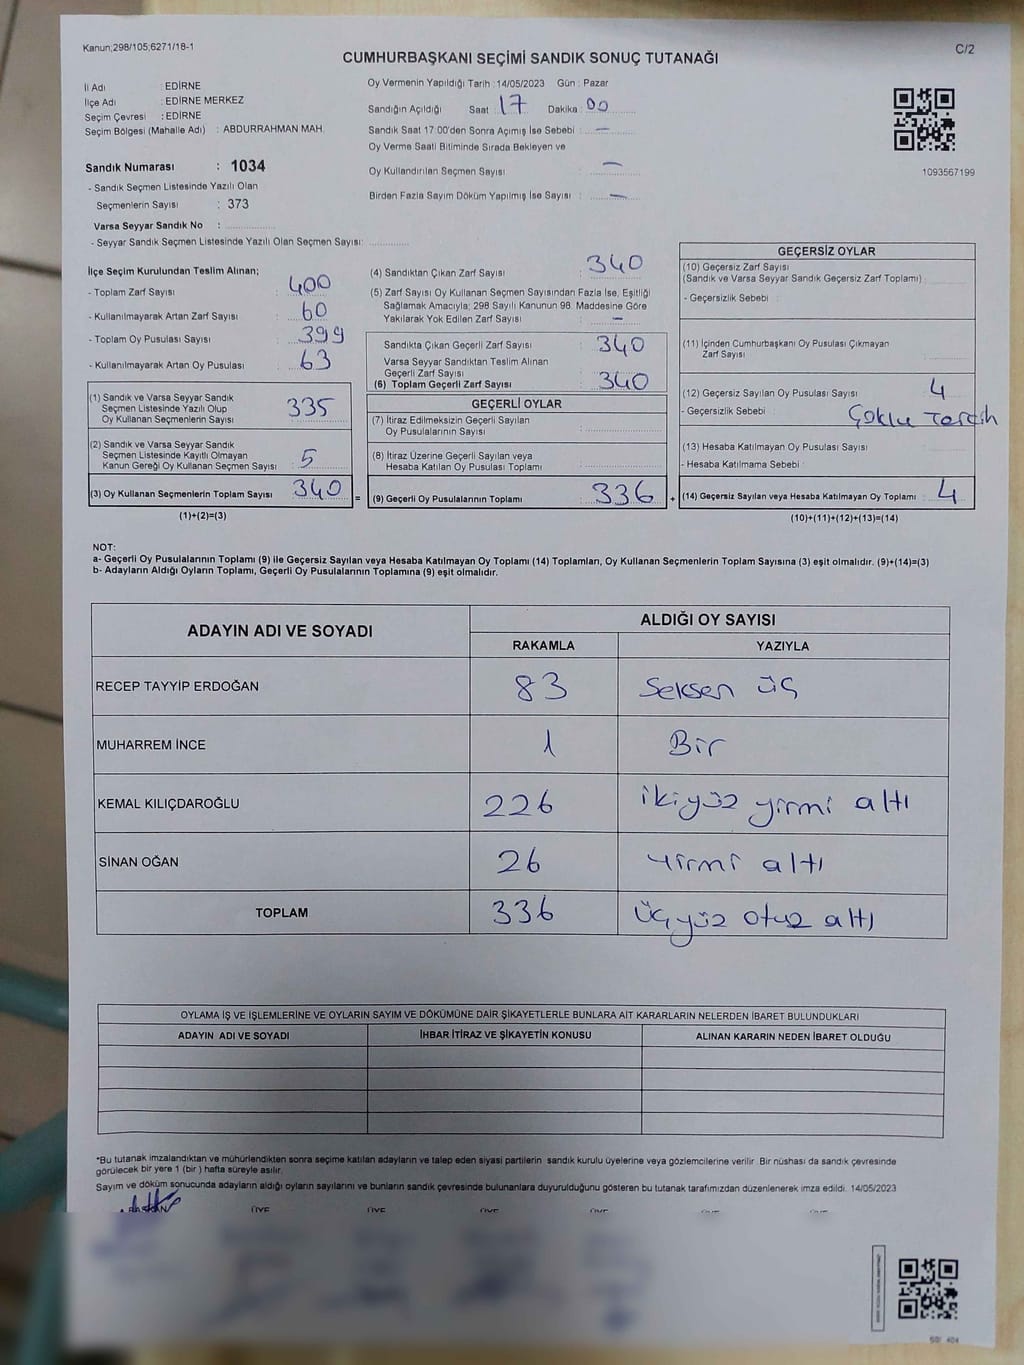 Kanun;298/105,6271/18-1
C/2
CUMHURBAŞKANI SEÇİMİ SANDIK SONUÇ TUTANAĞI
İl Adı : EDİRNE
İlçe Adı : EDİRNE MERKEZ
Seçim Çevresi : EDİRNE
Seçim Bölgesi (Mahalle Adı) : ABDURRAHMAN MAH.
Sandık Numarası : 1034
- Sandık Seçmen Listesinde Yazılı Olan
Seçmenlerin Sayısı : 373
Varsa Seyyar Sandık No :
- Seyyar Sandık Seçmen Listesinde Yazılı Olan Seçmen Sayısı:
Oy Vermenin Yapıldığı Tarih : 14/05/2023 Gün : Pazar
Sandığın Açıldığı Saat : 17 Dakika : 00
Sandık Saat 17:00'den Sonra Açımış İse Sebebi : —
Oy Verme Saati Bitiminde Sırada Bekleyen ve
Oy Kullandırılan Seçmen Sayısı : —
Birden Fazla Sayım Döküm Yapılmış İse Sayısı : —
1093567199
İlçe Seçim Kurulundan Teslim Alınan;
- Toplam Zarf Sayısı : 400
- Kullanılmayarak Artan Zarf Sayısı : 60
- Toplam Oy Pusulası Sayısı : 399
- Kullanılmayarak Artan Oy Pusulası : 63
(1) Sandık ve Varsa Seyyar Sandık
Seçmen Listesinde Yazılı Olup
Oy Kullanan Seçmenlerin Sayısı : 335
(2) Sandık ve Varsa Seyyar Sandık
Seçmen Listesinde Kayıtlı Olmayan
Kanun Gereği Oy Kullanan Seçmen Sayısı : 5
(3) Oy Kullanan Seçmenlerin Toplam Sayısı : 340 =
(1)+(2)=(3)
(4) Sandıktan Çıkan Zarf Sayısı : 340
(5) Zarf Sayısı Oy Kullanan Seçmen Sayısından Fazla İse, Eşitliği
Sağlamak Amacıyla; 298 Sayılı Kanunun 98. Maddesine Göre
Yakılarak Yok Edilen Zarf Sayısı : —
Sandıkta Çıkan Geçerli Zarf Sayısı : 340
Varsa Seyyar Sandıktan Teslim Alınan
Geçerli Zarf Sayısı :
(6) Toplam Geçerli Zarf Sayısı : 340
GEÇERLİ OYLAR
(7) İtiraz Edilmeksizin Geçerli Sayılan
Oy Pusulalarının Sayısı :
(8) İtiraz Üzerine Geçerli Sayılan veya
Hesaba Katılan Oy Pusulası Toplamı :
(9) Geçerli Oy Pusulalarının Toplamı : 336 +
GEÇERSİZ OYLAR
(10) Geçersiz Zarf Sayısı
(Sandık ve Varsa Seyyar Sandık Geçersiz Zarf Toplamı) :
- Geçersizlik Sebebi :
(11) İçinden Cumhurbaşkanı Oy Pusulası Çıkmayan
Zarf Sayısı :
(12) Geçersiz Sayılan Oy Pusulası Sayısı : 4
- Geçersizlik Sebebi : Çoklu Tercih
(13) Hesaba Katılmayan Oy Pusulası Sayısı :
- Hesaba Katılmama Sebebi :
(14) Geçersiz Sayılan veya Hesaba Katılmayan Oy Toplamı : 4
(10)+(11)+(12)+(13)=(14)
NOT:
a- Geçerli Oy Pusulalarının Toplamı (9) ile Geçersiz Sayılan veya Hesaba Katılmayan Oy Toplamı (14) Toplamları, Oy Kullanan Seçmenlerin Toplam Sayısına (3) eşit olmalıdır. (9)+(14)=(3)
b- Adayların Aldığı Oyların Toplamı, Geçerli Oy Pusulalarının Toplamına (9) eşit olmalıdır.
ADAYIN ADI VE SOYADI
ALDIĞI OY SAYISI
RAKAMLA YAZIYLA
RECEP TAYYİP ERDOĞAN 83 Seksen üç
MUHARREM İNCE 1 Bir
KEMAL KILIÇDAROĞLU 226 ikiyüz yirmi altı
SİNAN OĞAN 26 Yirmi altı
TOPLAM 336 üçyüz otuz altı
OYLAMA İŞ VE İŞLEMLERİNE VE OYLARIN SAYIM VE DÖKÜMÜNE DAİR ŞİKAYETLERLE BUNLARA AİT KARARLARIN NELERDEN İBARET BULUNDUKLARI
ADAYIN ADI VE SOYADI İHBAR İTİRAZ VE ŞİKAYETİN KONUSU ALINAN KARARIN NEDEN İBARET OLDUĞU
*Bu tutanak imzalandıktan ve mühürlendikten sonra seçime katılan adayların ve talep eden siyasi partilerin sandık kurulu üyelerine veya gözlemcilerine verilir. Bir nüshası da sandık çevresinde
görülecek bir yere 1 (bir) hafta süreyle asılır.
Sayım ve döküm sonucunda adayların aldığı oyların sayılarını ve bunların sandık çevresinde bulunanlara duyurulduğunu gösteren bu tutanak tarafımızdan düzenlenerek imza edildi. 14/05/2023
BAŞKAN ÜYE ÜYE ÜYE ÜYE